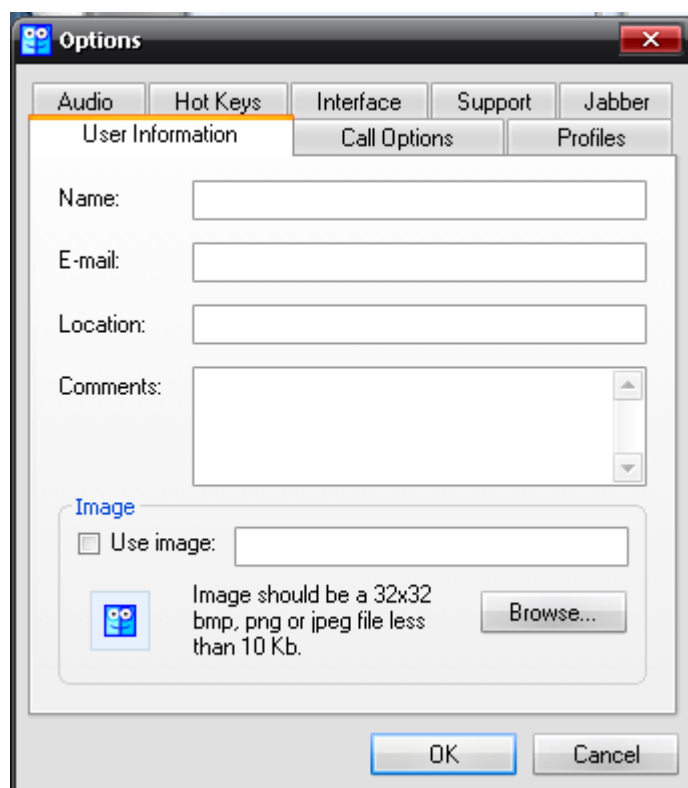 Options
Audio Hot Keys Interface Support Jabber
User Information Call Options Profiles
Name:
E-mail:
Location:
Comments:
Image
Use image:
Image should be a 32x32
bmp, png or jpeg file less
than 10 Kb.
Browse...
OK Cancel